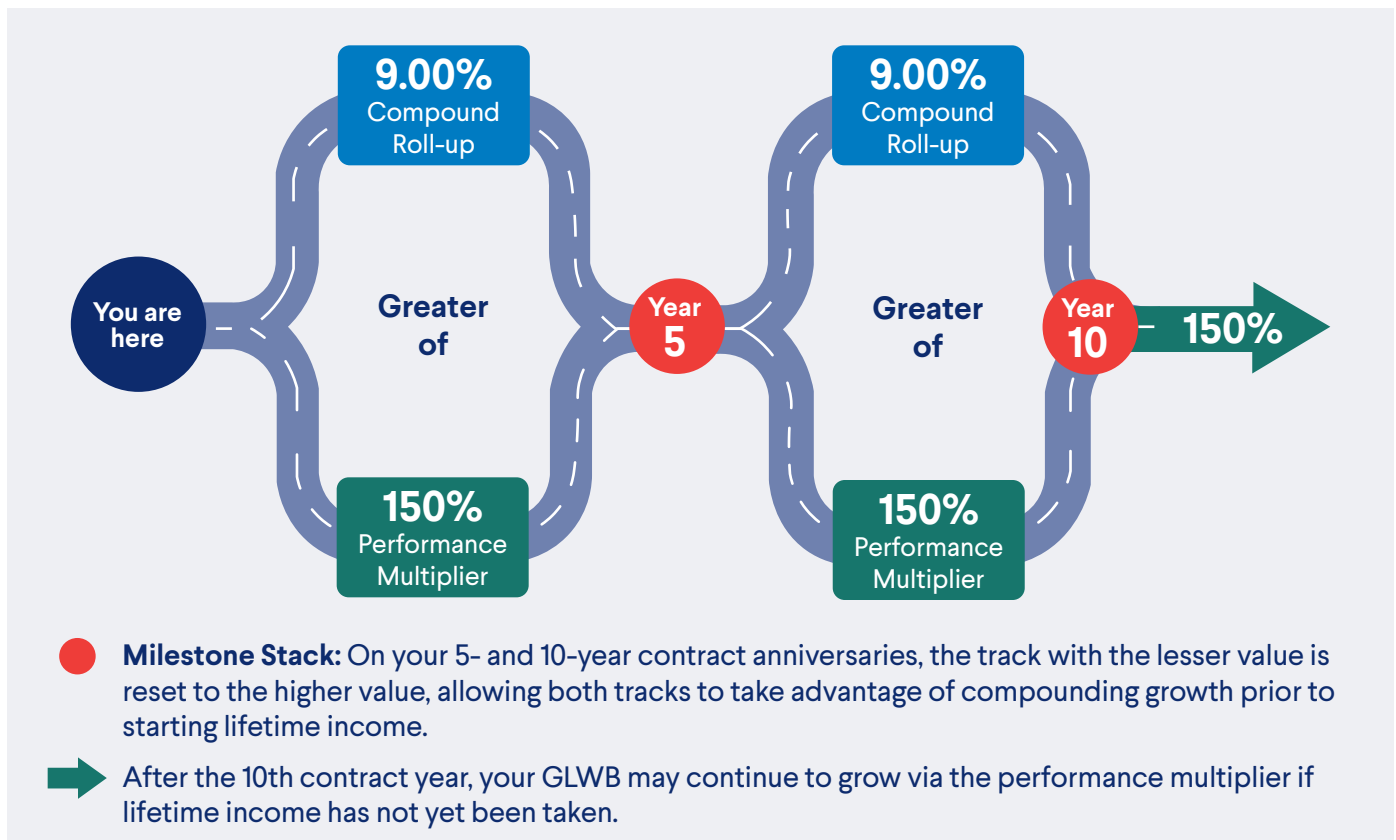 9.00%
Compound
Roll-up
9.00%
Compound
Roll-up
You are
here
Greater
of
Year
5
Greater
of
Year
10
150%
150%
Performance
Multiplier
150%
Performance
Multiplier
Milestone Stack: On your 5- and 10-year contract anniversaries, the track with the lesser value is
reset to the higher value, allowing both tracks to take advantage of compounding growth prior to
starting lifetime income.
After the 10th contract year, your GLWB may continue to grow via the performance multiplier if
lifetime income has not yet been taken.